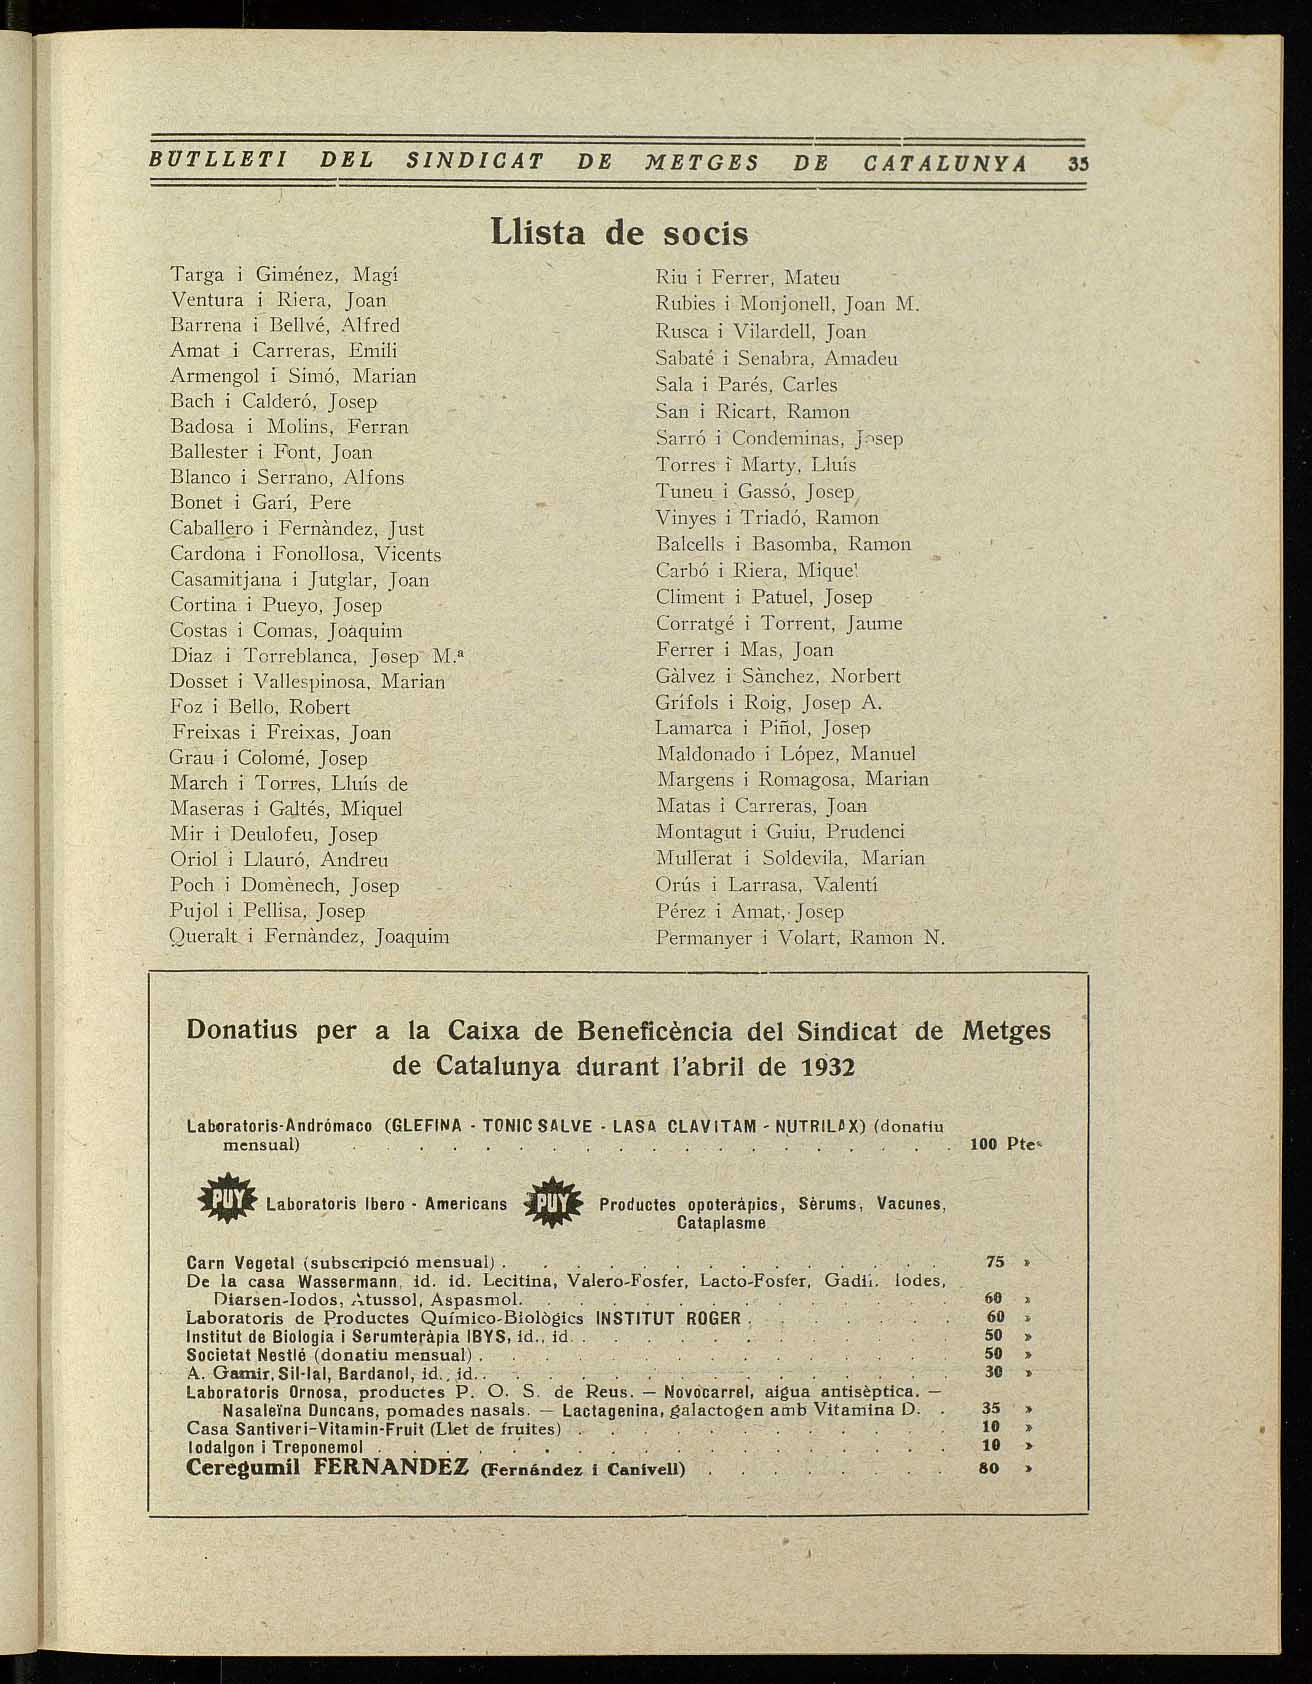 BUTLLETI DEL SINDICAT DE METGES DE CATALUNYA 35
Llista de socis
Targa i Giménez, Magí
Ventura i Riera, Joan
Barrena i Bellvé, Alfred
Amat i Carreras, Emili
Armengol i Simó, Marian
Bach i Calderó, Josep
Badosa i Molins, Ferran
Ballester i Font, Joan
Blanco i Serrano, Alfons
Bonet i Garí, Pere
Caballero i Fernàndez, Just
Cardona i Fonollosa, Vicents
Casamitjana i Jutglar, Joan
Cortina i Pueyo, Josep
Costas i Comas, Joaquim
Diaz i Torreblanca, Josep M.ª
Dosset i Vallespinosa, Marian
Foz i Bello, Robert
Freixas i Freixas, Joan
Grau i Colomé, Josep
March i Torres, Lluís de
Maseras i Galtés, Miquel
Mir i Deulofeu, Josep
Oriol i Llauró, Andreu
Poch i Domènech, Josep
Pujol i Pellisa, Josep
Queralt i Fernàndez, Joaquim
Riu i Ferrer, Mateu
Rubies i Monjonell, Joan M.
Rusca i Vilardell, Joan
Sabaté i Senabra, Amadeu
Sala i Parés, Carles
San i Ricart, Ramon
Sarró i Condeminas, Josep
Torres i Marty, Lluís
Tuneu i Gassó, Josep
Vinyes i Triadó, Ramon
Balcells i Basomba, Ramon
Carbó i Riera, Miquel
Climent i Patuel, Josep
Corratgé i Torrent, Jaume
Ferrer i Mas, Joan
Gàlvez i Sànchez, Norbert
Grífols i Roig, Josep A.
Lamarca i Piñol, Josep
Maldonado i López, Manuel
Margens i Romagosa, Marian
Matas i Carreras, Joan
Montagut i Guiu, Prudenci
Mullerat i Soldevila, Marian
Orús i Larrasa, Valentí
Pérez i Amat, Josep
Permanyer i Volart, Ramon N.
Donatius per a la Caixa de Beneficència del Sindicat de Metges
de Catalunya durant l'abril de 1932
Laboratoris-Andrómaco (GLEFINA - TONIC SALVE - LASA CLAVITAM - NUTRILAX) (donatiu
mensual) . . . . . . . . . . . . . . . . . . 100 Ptes
PUY Laboratoris Ibero - Americans PUY Productes opoteràpics, Sèrums, Vacunes,
Cataplasme
Carn Vegetal (subscripció mensual) . . . . . . . . . . . . . . 75 »
De la casa Wassermann, id. id. Lecitina, Valero-Fosfer, Lacto-Fosfer, Gadil. Iodes,
Diarsen-Iodos, Atussol, Aspasmol. . . . . . . . . . . . . . 60 »
Laboratoris de Productes Químico-Biològics INSTITUT ROGER . . . . . . . 60 »
Institut de Biologia i Serumteràpia IBYS, id., id. . . . . . . . . . . . . 50 »
Societat Nestlé (donatiu mensual) . . . . . . . . . . . . . . . 50 »
A. Gamir, Sil-lal, Bardanol, id., id. . . . . . . . . . . . . . . . 30 »
Laboratoris Ornosa, productes P. O. S. de Reus. — Novocarrel, aigua antisèptica. —
Nasaleïna Duncans, pomades nasals. — Lactagenina, galactogen amb Vitamina D. . 35 »
Casa Santiveri-Vitamin-Fruit (Llet de fruites) . . . . . . . . . . . . 10 »
Iodalgon i Treponemol . . . . . . . . . . . . . . . . . . 10 »
Ceregumil FERNANDEZ (Fernández i Canivell) . . . . . . . . 80 »